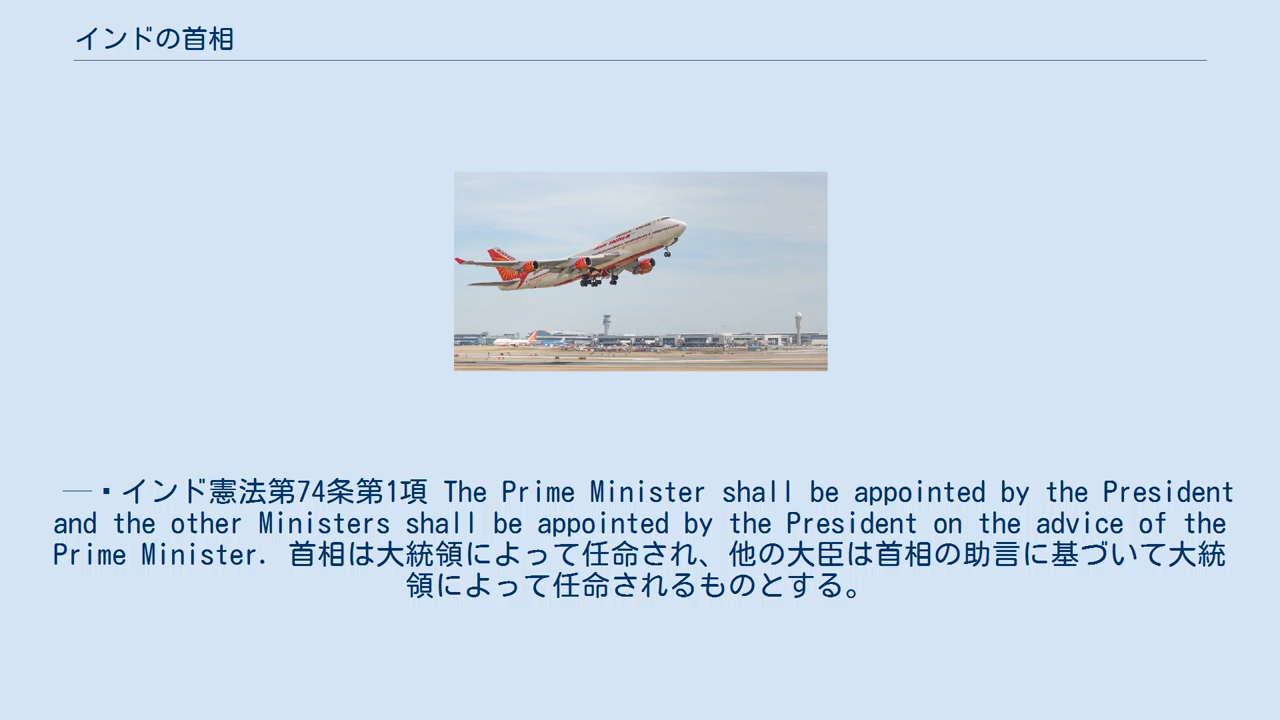 インドの首相
AIR INDIA
—▪インド憲法第74条第1項 The Prime Minister shall be appointed by the President
and the other Ministers shall be appointed by the President on the advice of the
Prime Minister. 首相は大統領によって任命され、他の大臣は首相の助言に基づいて大統
領によって任命されるものとする。